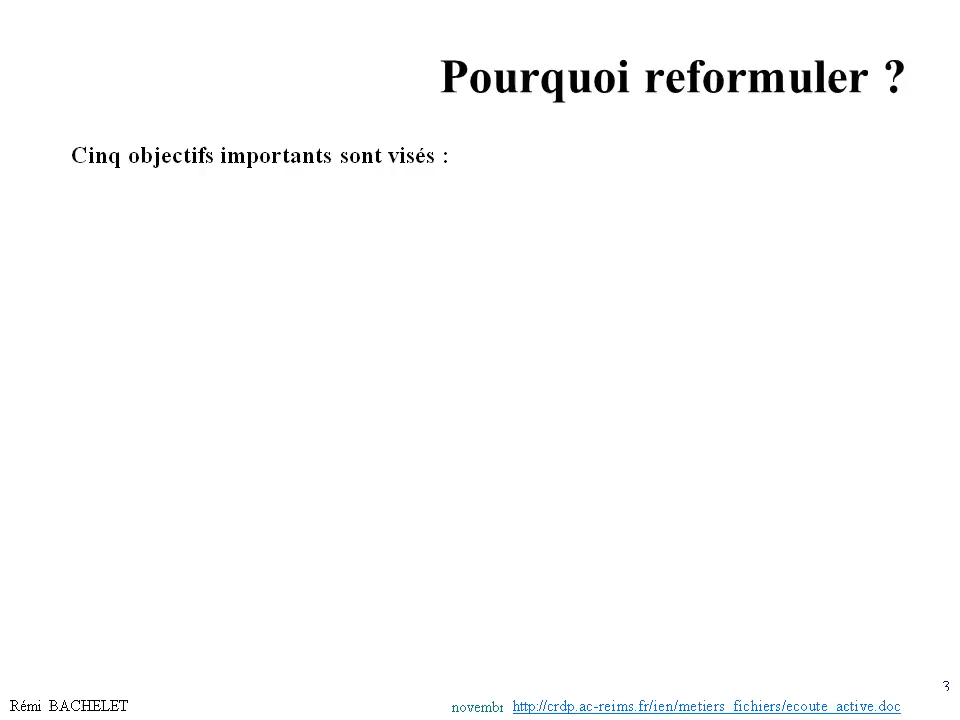 Pourquoi reformuler ?
Cinq objectifs importants sont visés :
3
Rémi BACHELET
novembr http://crdp.ac-reims.fr/ien/metiers_fichiers/ecoute_active.doc